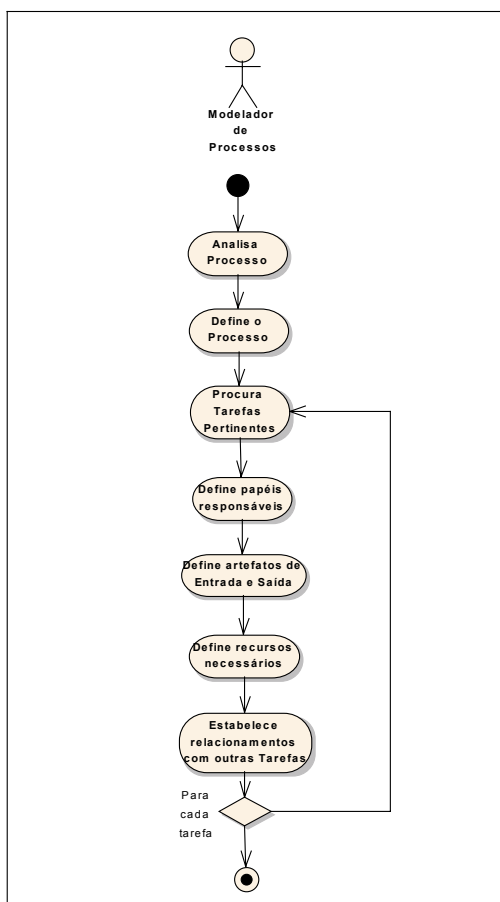 Modelador
de
Processos
Analisa
Processo
Define o
Processo
Procura
Tarefas
Pertinentes
Define papéis
responsáveis
Define artefatos de
Entrada e Saída
Define recursos
necessários
Estabelece
relacionamentos
com outras Tarefas
Para
cada
tarefa